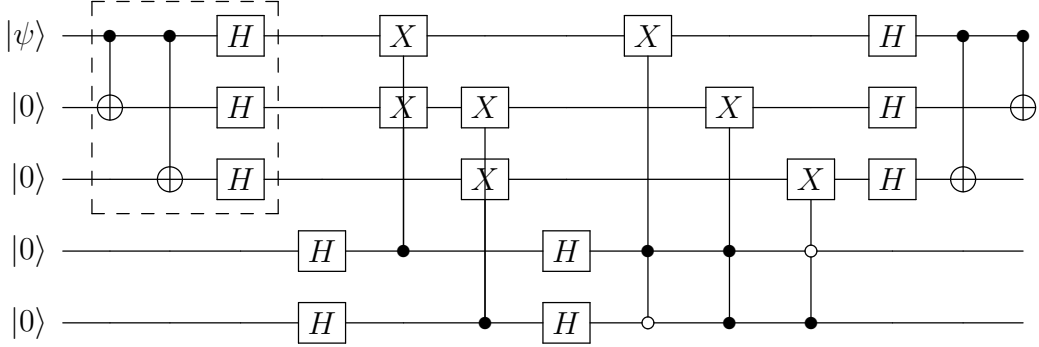 |ψ⟩ H X X H
|0⟩ H X X X H
|0⟩ H X X H
|0⟩ H H
|0⟩ H H